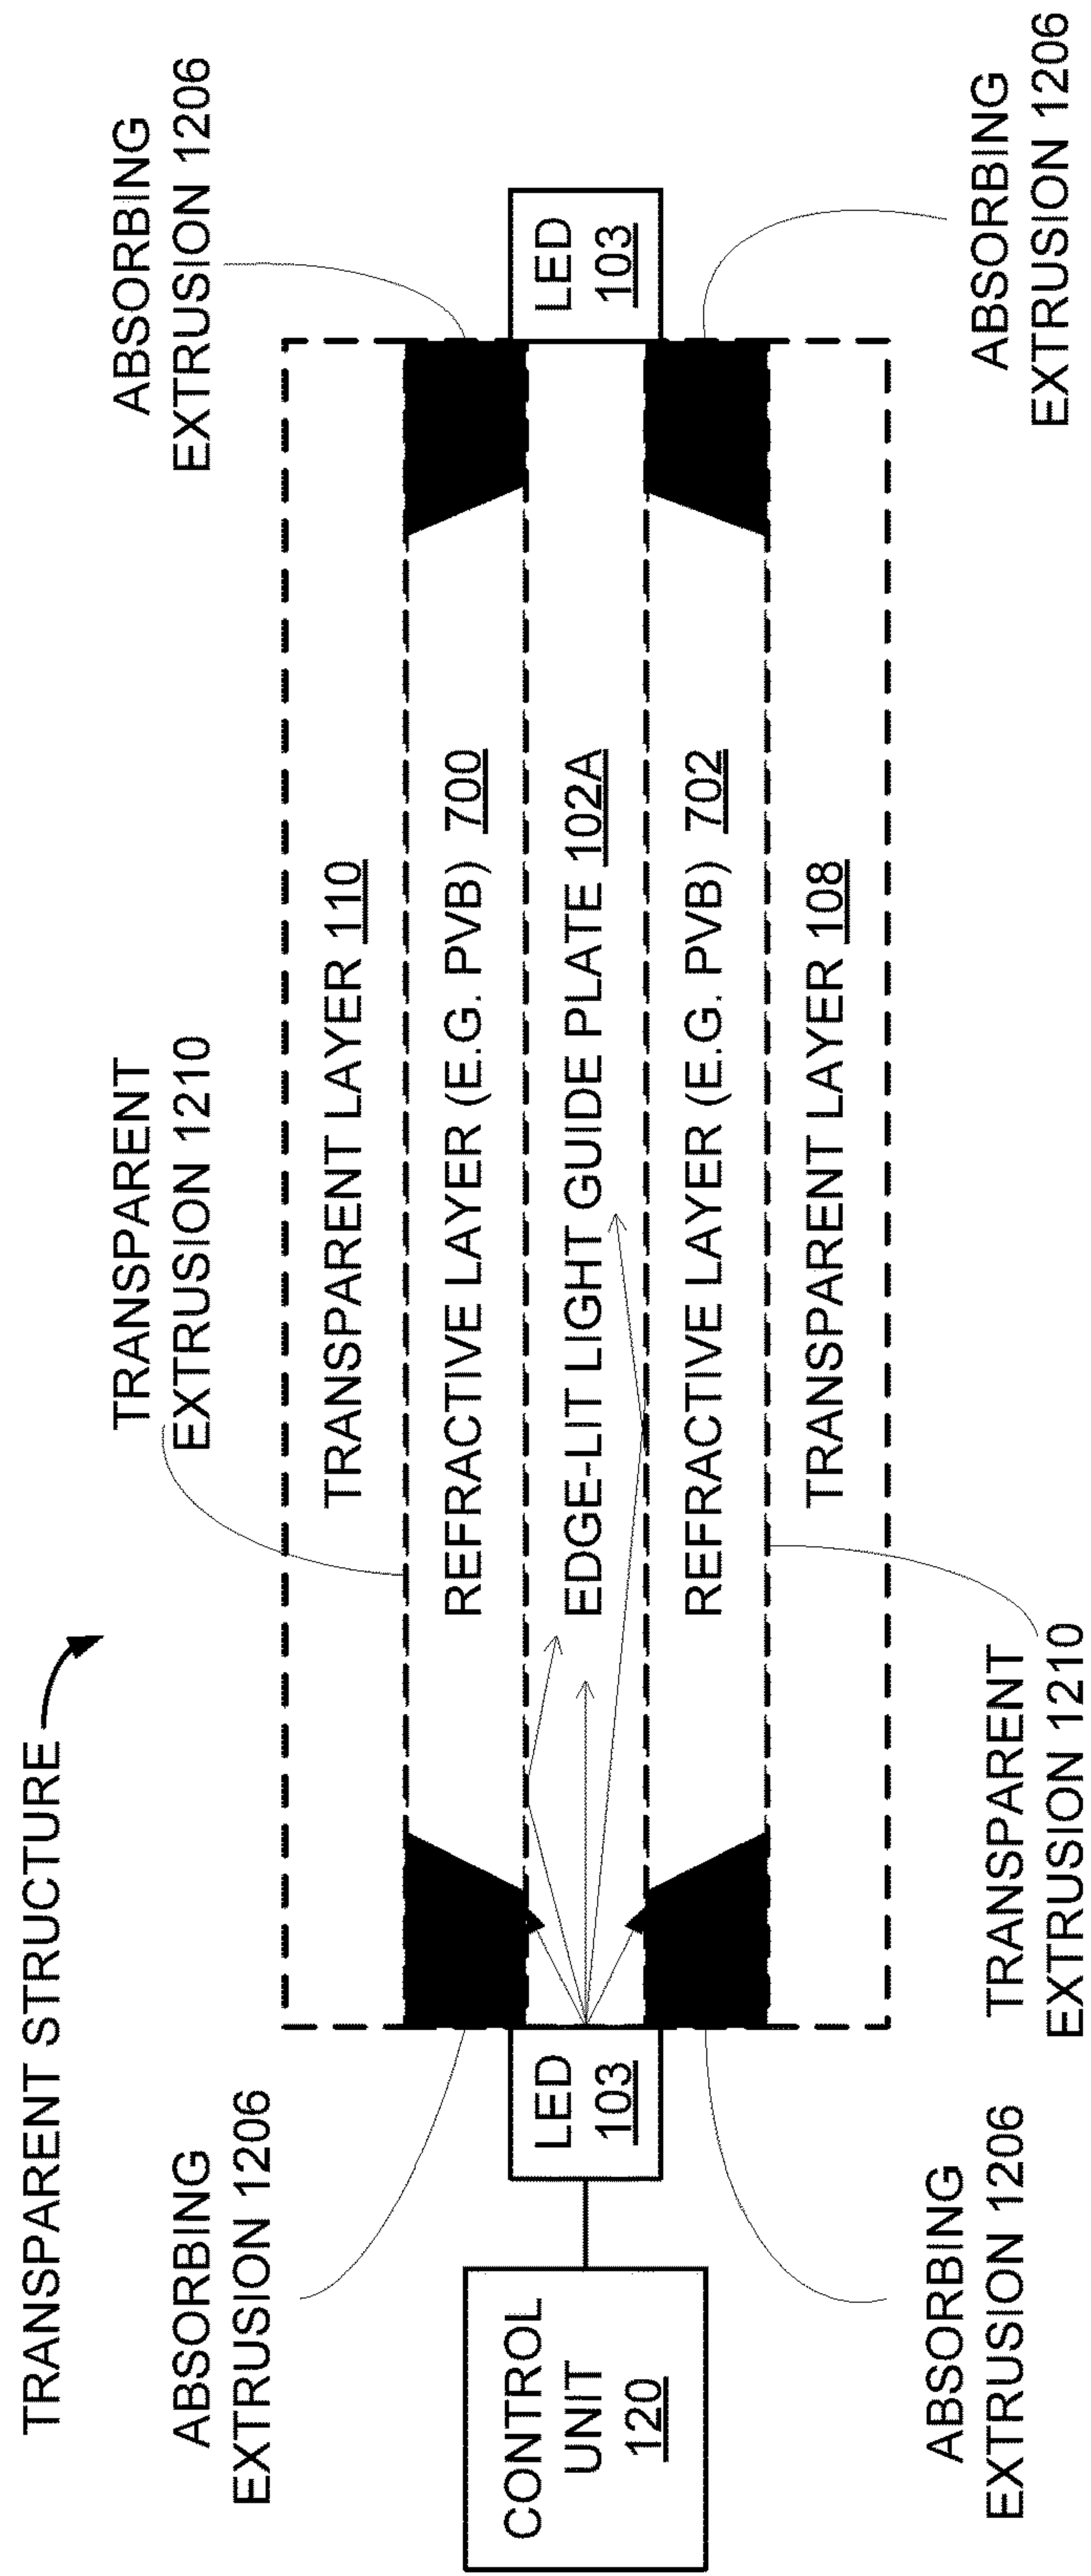 TRANSPARENT STRUCTURE
ABSORBING
EXTRUSION 1206
TRANSPARENT
EXTRUSION 1210
ABSORBING
EXTRUSION 1206
TRANSPARENT LAYER 110
REFRACTIVE LAYER (E.G. PVB) 700
CONTROL
UNIT
120
LED
103
EDGE-LIT LIGHT GUIDE PLATE 102A
LED
103
REFRACTIVE LAYER (E.G. PVB) 702
TRANSPARENT LAYER 108
ABSORBING
EXTRUSION 1206
TRANSPARENT
EXTRUSION 1210
ABSORBING
EXTRUSION 1206